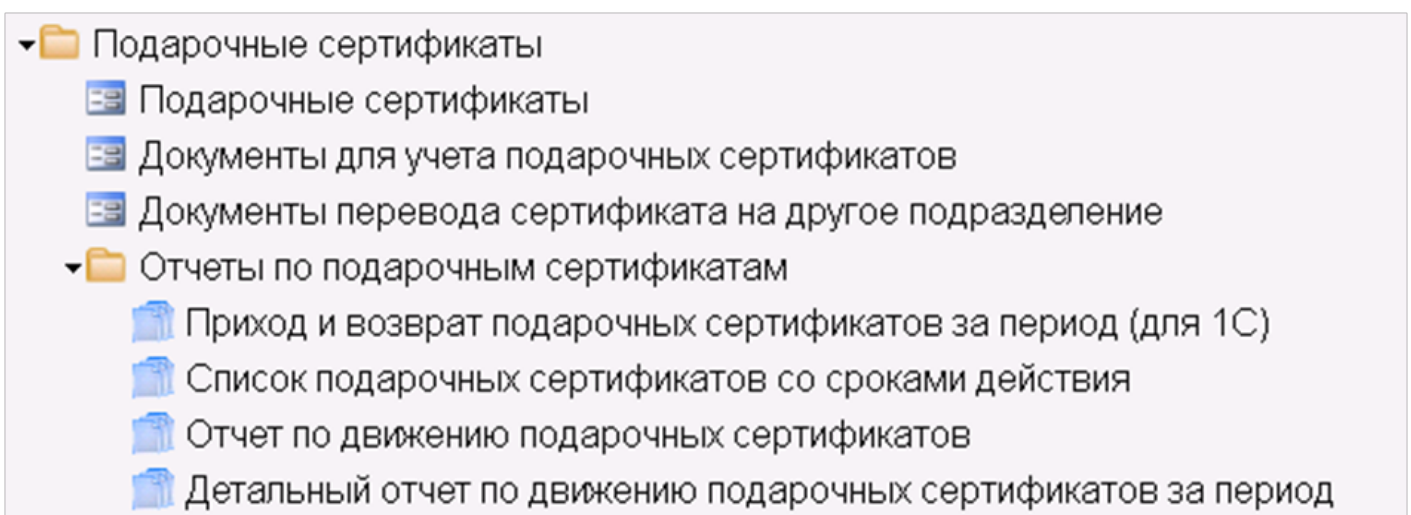 Подарочные сертификаты
Подарочные сертификаты
Документы для учета подарочных сертификатов
Документы перевода сертификата на другое подразделение
Отчеты по подарочным сертификатам
Приход и возврат подарочных сертификатов за период (для 1С)
Список подарочных сертификатов со сроками действия
Отчет по движению подарочных сертификатов
Детальный отчет по движению подарочных сертификатов за период